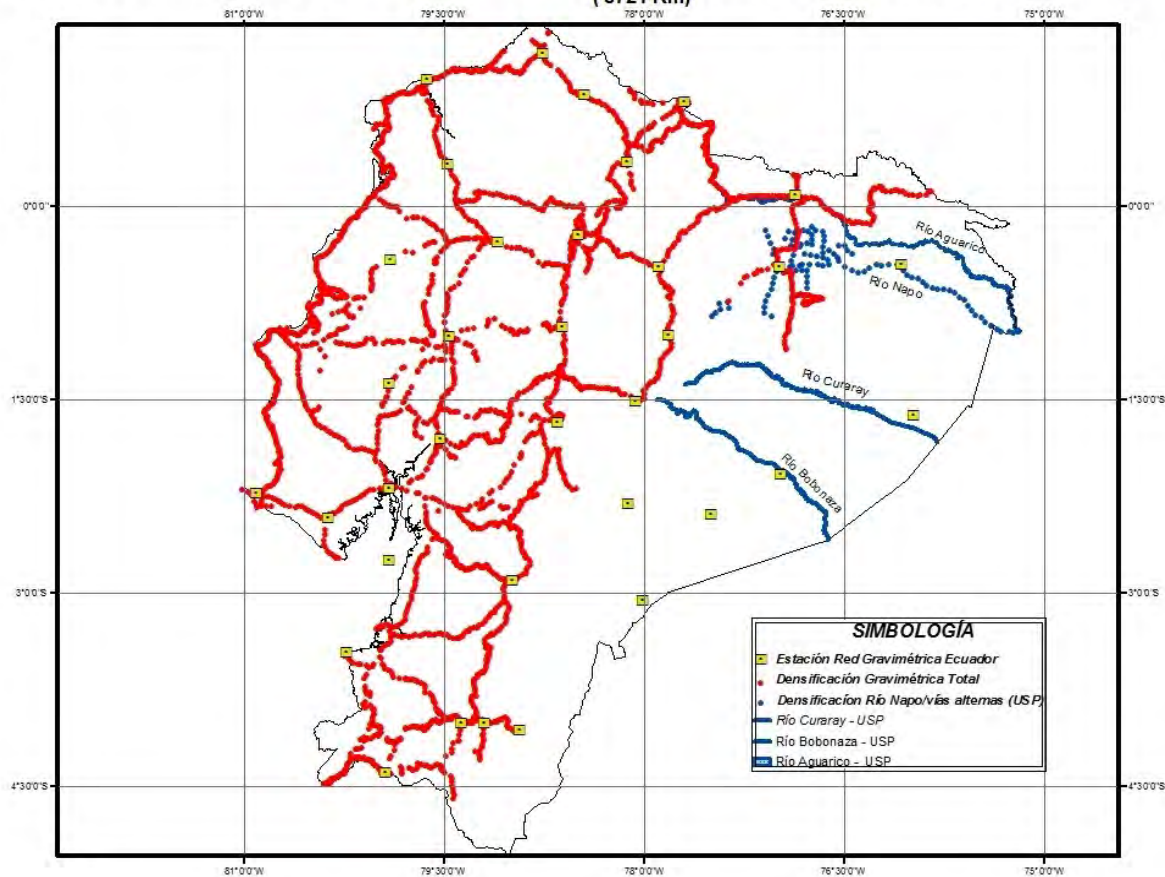 81°0'0"W 79°30'0"W 78°0'0"W 76°30'0"W 75°0'0"W
0°0'0"
0°0'0"S
Río Aguarico
Río Napo
Río Curaray
1°30'0"S
1°30'0"S
Río Bobonaza
3°0'0"S
3°0'0"S
SIMBOLOGÍA
Estación Red Gravimétrica Ecuador
Densificación Gravimétrica Total
Densificación Río Napo/vías alternas (USP)
Río Curaray - USP
Río Bobonaza - USP
Río Aguarico - USP
4°30'0"S
4°30'0"S
81°0'0"W 79°30'0"W 78°0'0"W 76°30'0"W 75°0'0"W